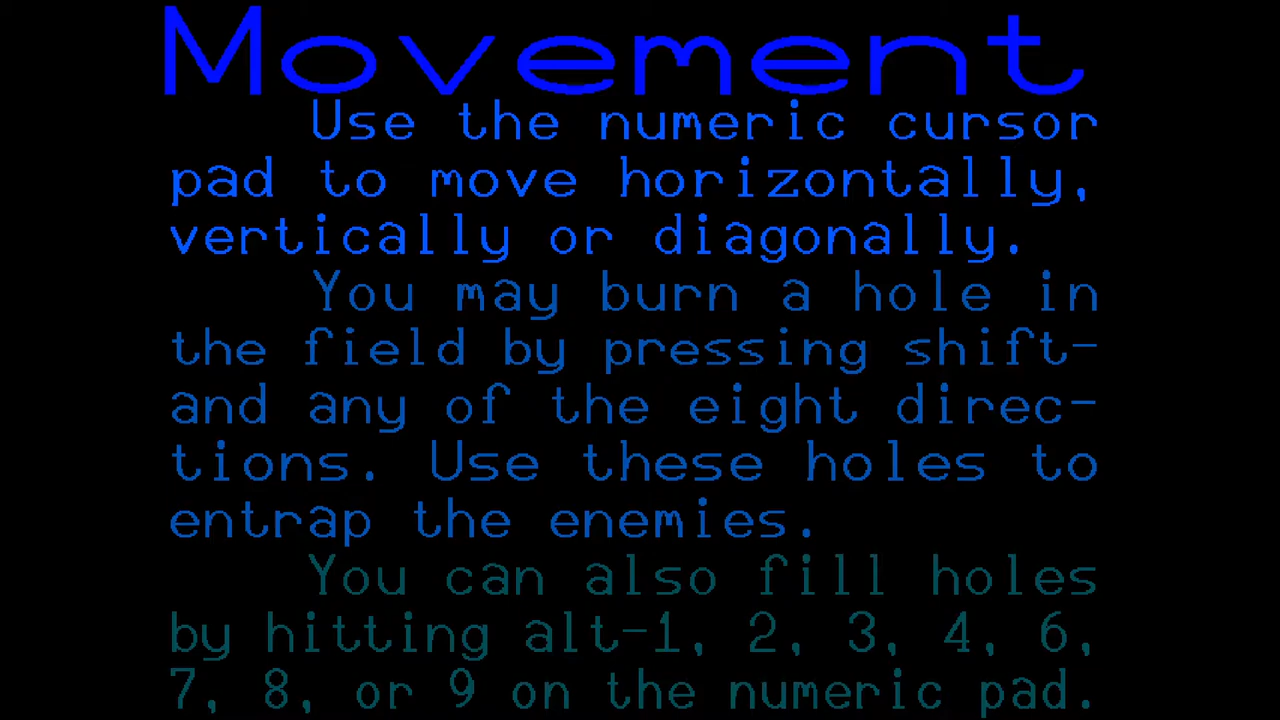 Movement
Use the numeric cursor
pad to move horizontally,
vertically or diagonally.
You may burn a hole in
the field by pressing shift-
and any of the eight direc-
tions. Use these holes to
entrap the enemies.
You can also fill holes
by hitting alt-1, 2, 3, 4, 6,
7, 8, or 9 on the numeric pad.